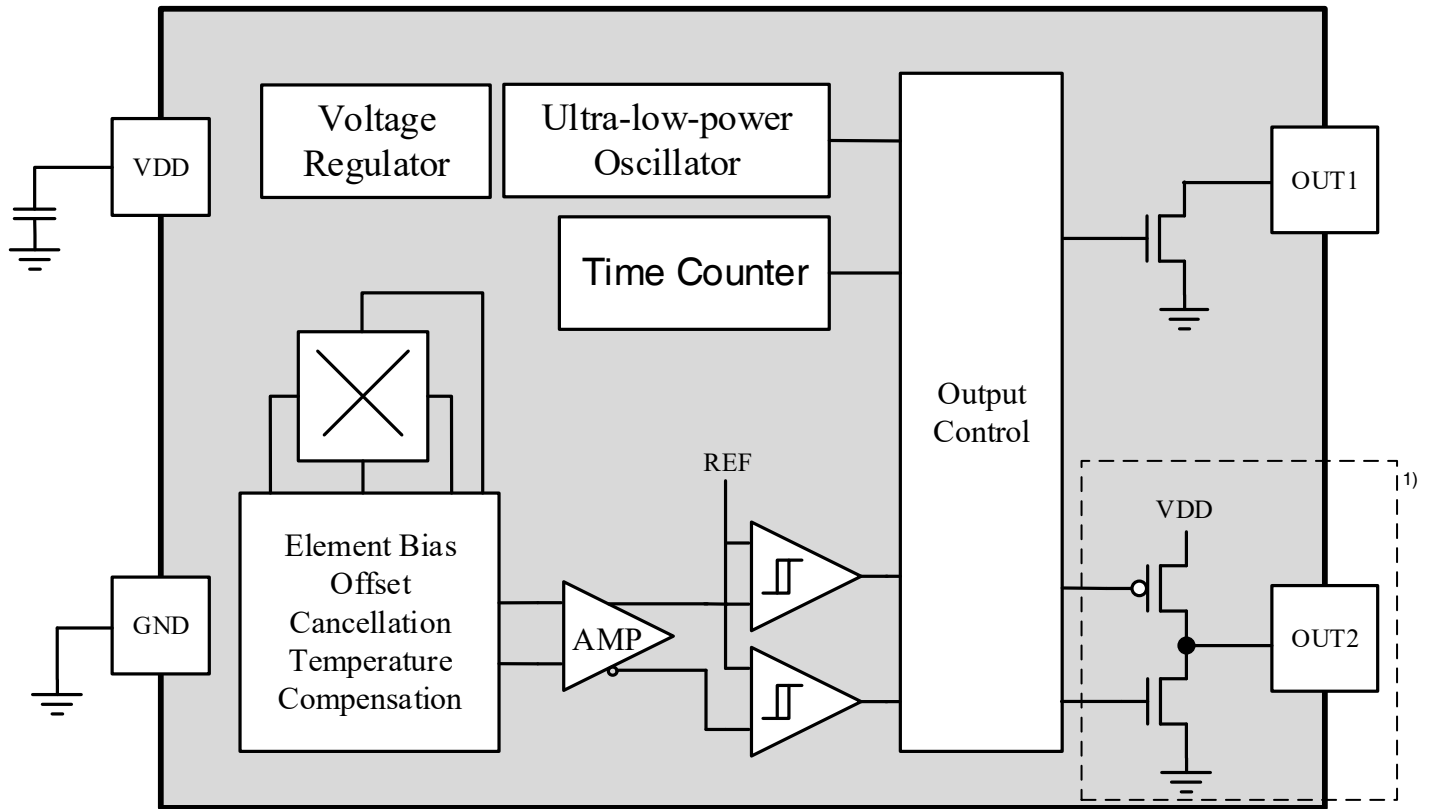 Voltage
Regulator
Ultra-low-power
Oscillator
VDD
OUT1
Time Counter
Output
Control
REF
1)
VDD
Element Bias
Offset
Cancellation
Temperature
Compensation
GND
AMP
OUT2